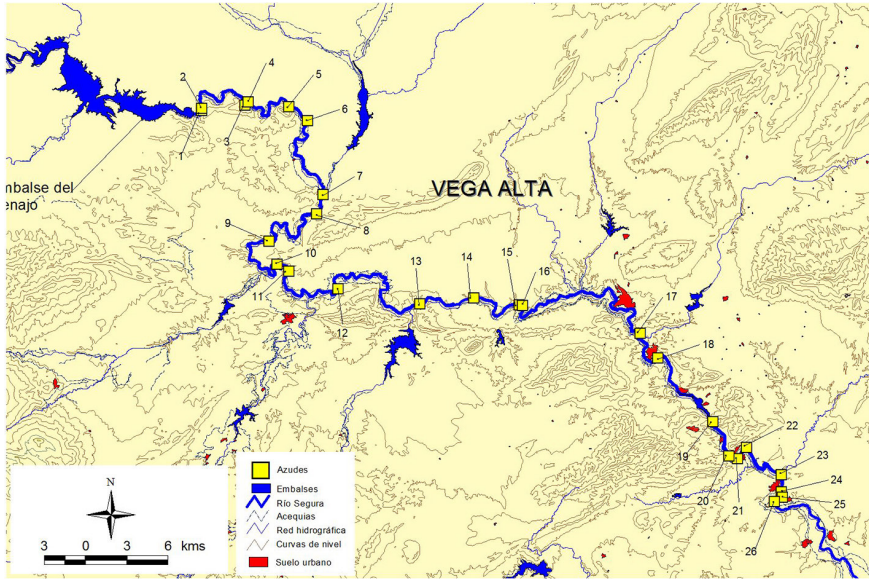 2
4
5
6
1
3
mbalse del
enajo
7
VEGA ALTA
8
9
10
11
12
13
14
15
16
17
18
19
20
21
22
23
24
25
26
N
3 0 3 6 kms
Azudes
Embalses
Río Segura
Acequias
Red hidrográfica
Curvas de nivel
Suelo urbano